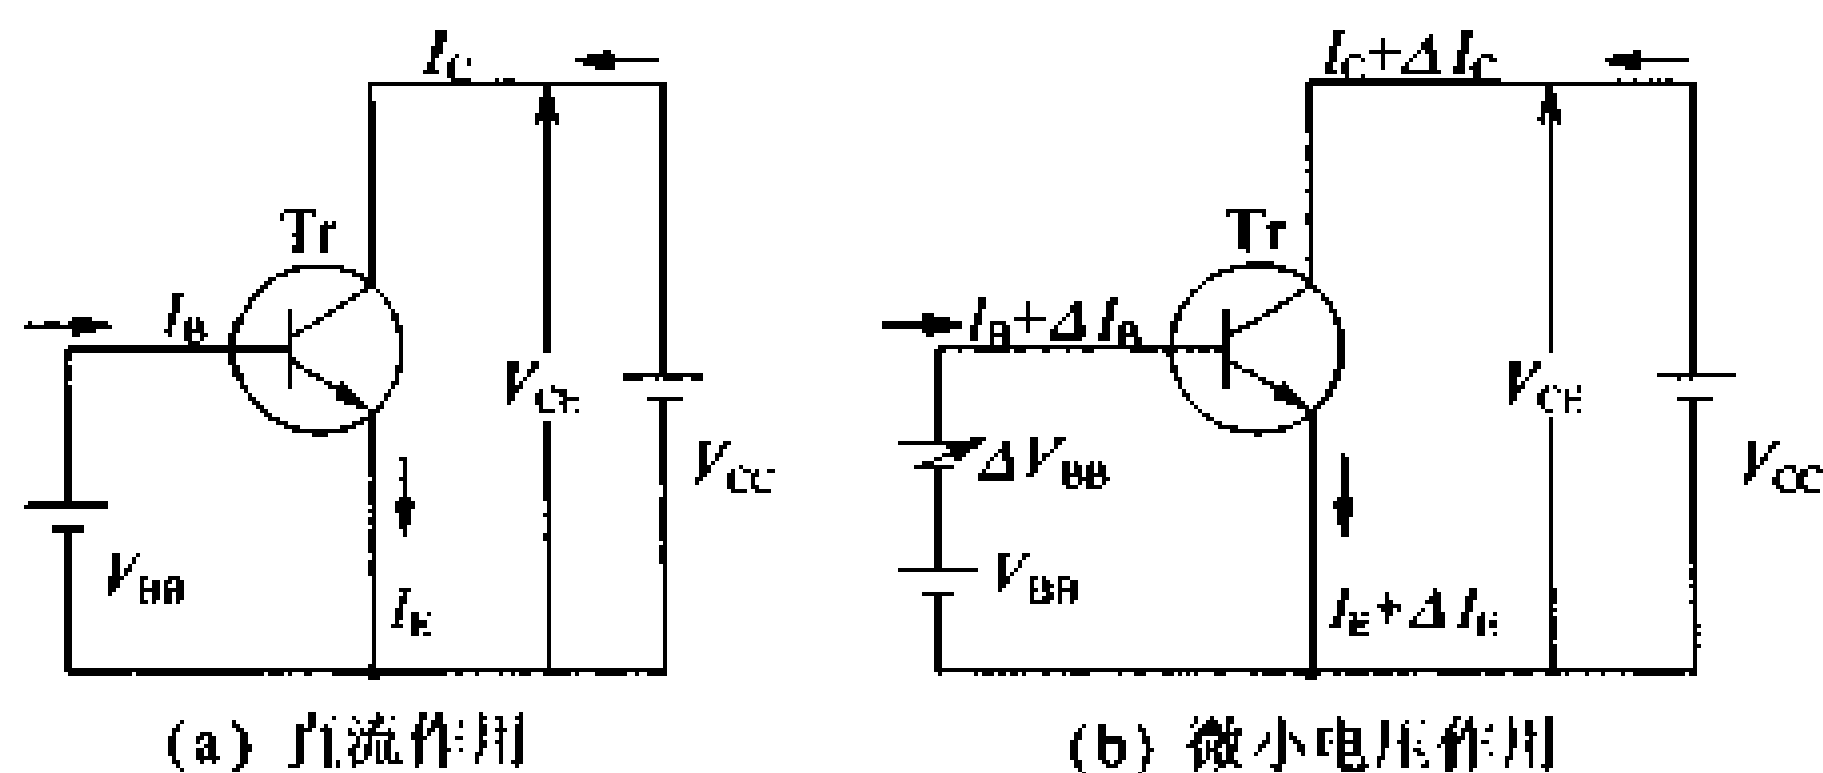 I_C
Tr
I_B
V_CE
V_CC
V_BB
I_E
(a) 直流作用
I_C+ΔI_C
Tr
I_B+ΔI_B
V_CE
ΔV_BB
V_CC
V_BB
I_E+ΔI_E
(b) 微小电压作用